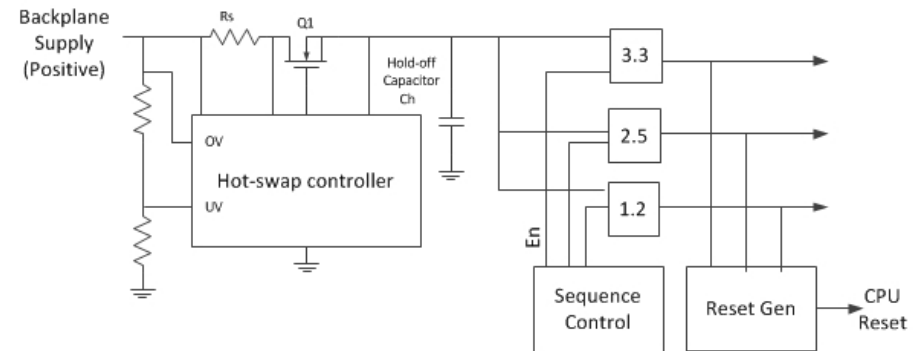 Backplane
Supply
(Positive)
Rs
Q1
Hold-off
Capacitor
Ch
3.3
OV
2.5
Hot-swap controller
UV
1.2
En
Sequence
Control
Reset Gen
CPU
Reset